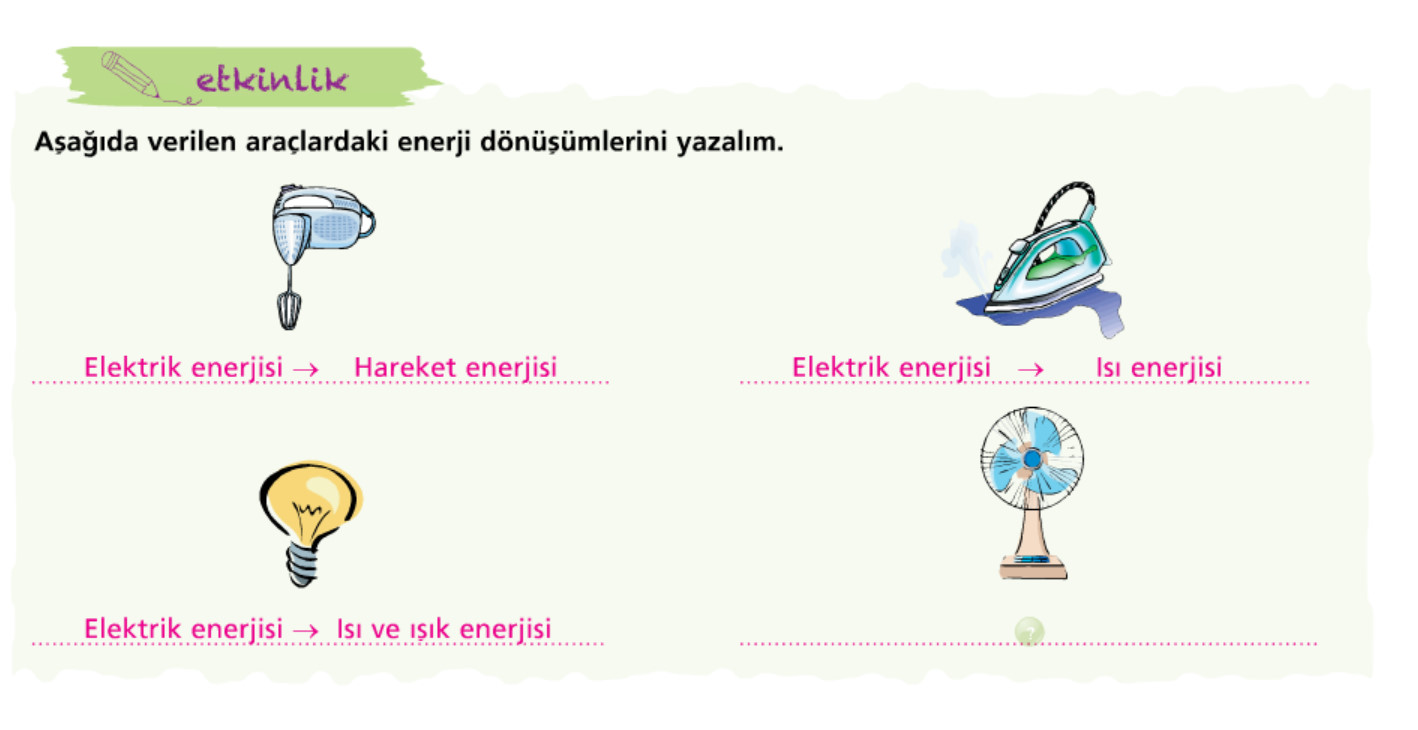 etkinlik
Aşağıda verilen araçlardaki enerji dönüşümlerini yazalım.
Elektrik enerjisi → Hareket enerjisi
Elektrik enerjisi → Isı enerjisi
Elektrik enerjisi → Isı ve ışık enerjisi
?